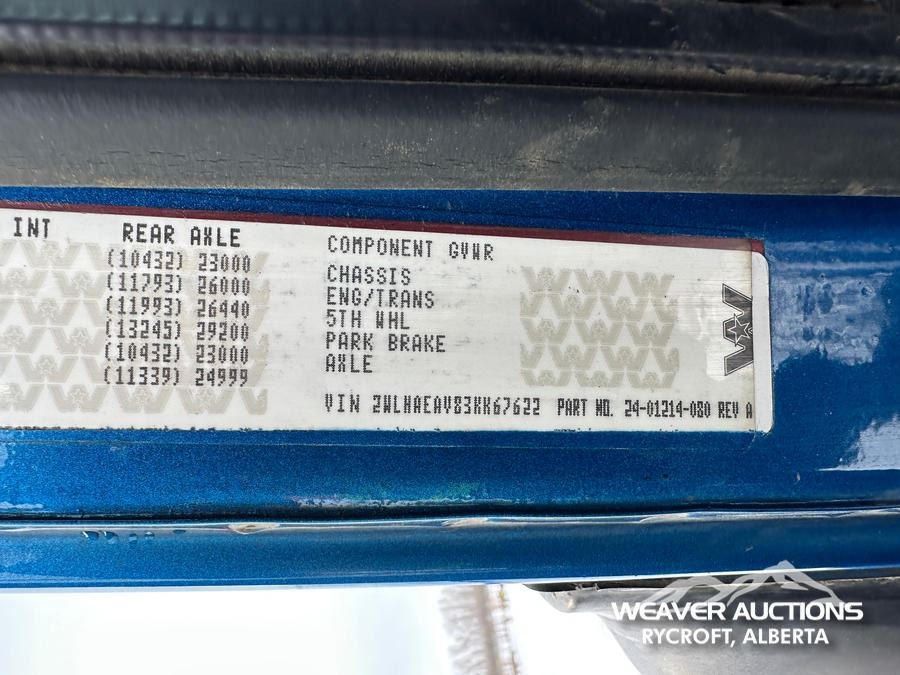 INT REAR AXLE COMPONENT GVWR
(10432) 23000 CHASSIS
(11793) 26000 ENG/TRANS
(11993) 26440 5TH WHL
(13245) 29200 PARK BRAKE
(10432) 23000 AXLE
(11339) 24999
VIN 2WLHAEAV83KK67622 PART NO. 24-01214-080 REV A
WEAVER AUCTIONS
RYCROFT, ALBERTA